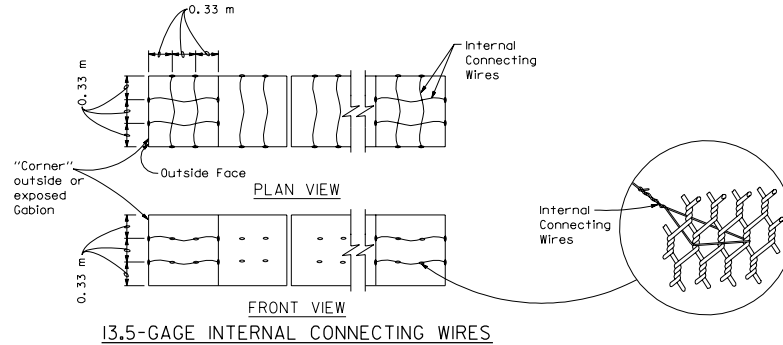 0.33 m
0.33 m
Internal
Connecting
Wires
"Corner"
outside or
exposed
Gabion
Outside Face
PLAN VIEW
Internal
Connecting
Wires
0.33 m
FRONT VIEW
13.5-GAGE INTERNAL CONNECTING WIRES